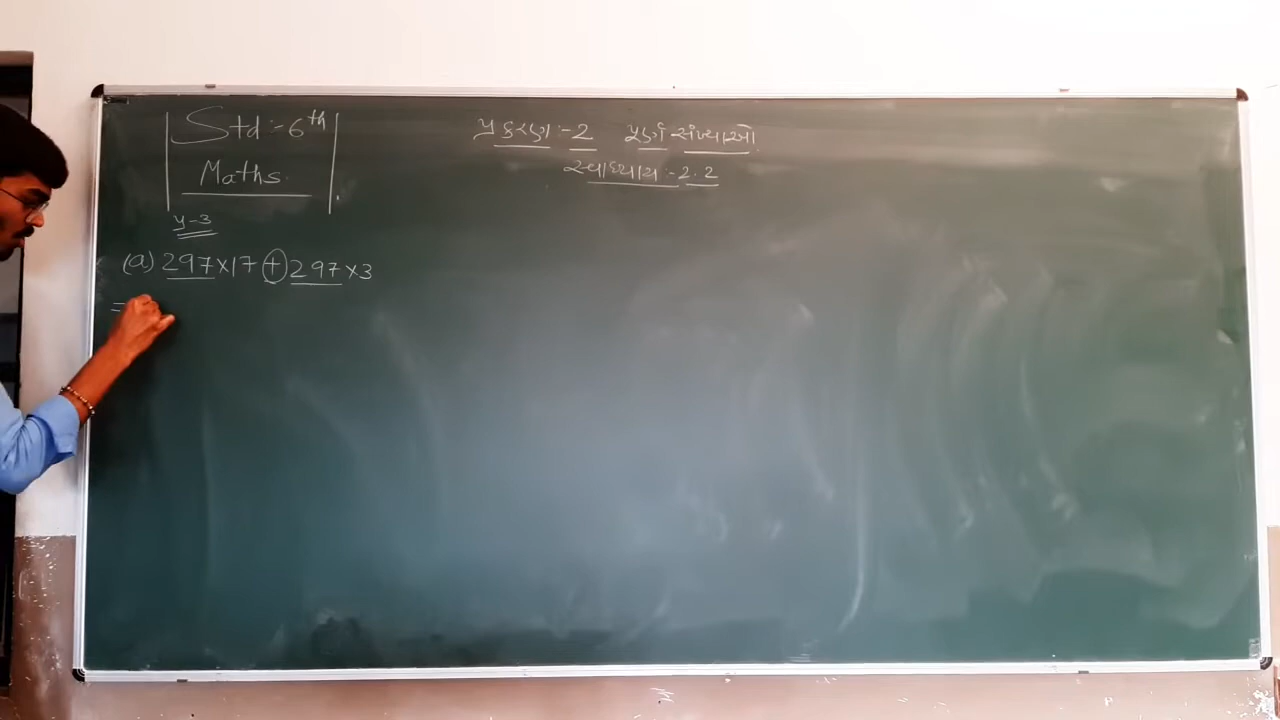 Std :- 6th
Maths.
પ્રકરણ :- 2 પૂર્ણ સંખ્યાઓ
સ્વાધ્યાય :- 2.2
પ્ર-3
(a) 297×17 + 297×3
=